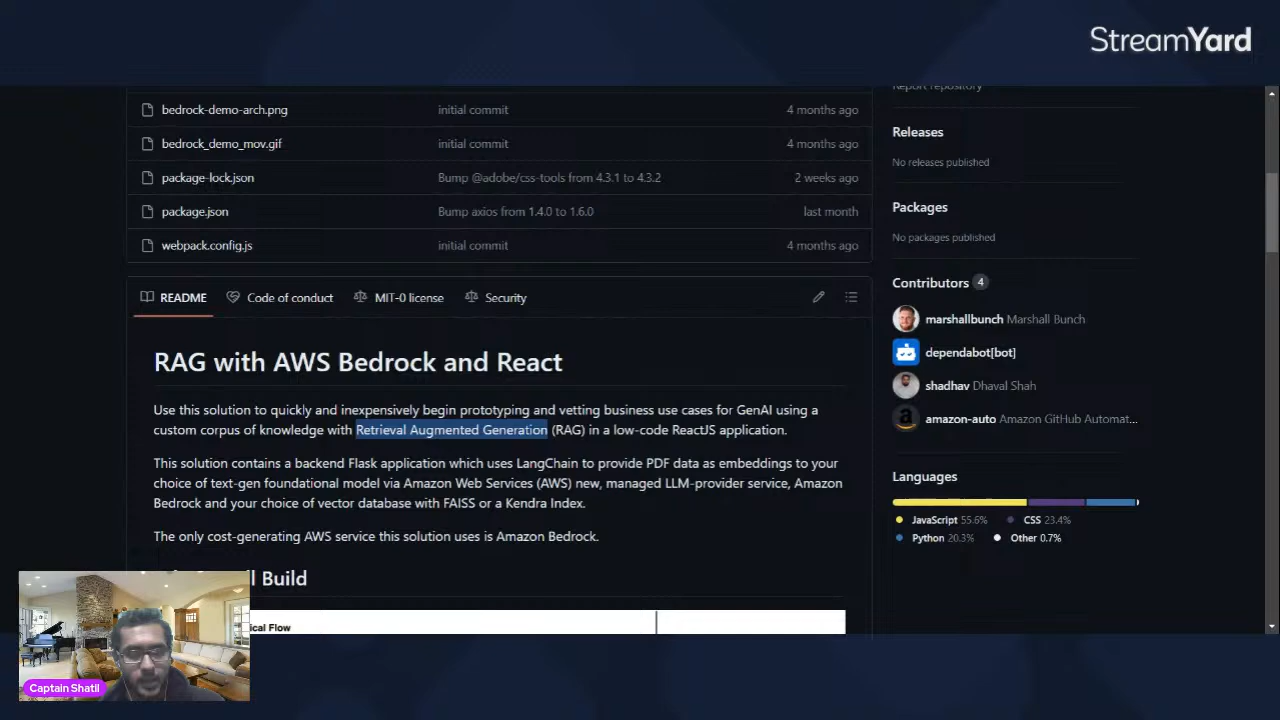 StreamYard
Report repository
bedrock-demo-arch.png initial commit 4 months ago
bedrock_demo_mov.gif initial commit 4 months ago
package-lock.json Bump @adobe/css-tools from 4.3.1 to 4.3.2 2 weeks ago
package.json Bump axios from 1.4.0 to 1.6.0 last month
webpack.config.js initial commit 4 months ago
README Code of conduct MIT-0 license Security
RAG with AWS Bedrock and React
Use this solution to quickly and inexpensively begin prototyping and vetting business use cases for GenAI using a
custom corpus of knowledge with Retrieval Augmented Generation (RAG) in a low-code ReactJS application.
This solution contains a backend Flask application which uses LangChain to provide PDF data as embeddings to your
choice of text-gen foundational model via Amazon Web Services (AWS) new, managed LLM-provider service, Amazon
Bedrock and your choice of vector database with FAISS or a Kendra Index.
The only cost-generating AWS service this solution uses is Amazon Bedrock.
Build
ical Flow
Releases
No releases published
Packages
No packages published
Contributors 4
marshallbunch Marshall Bunch
dependabot[bot]
shadhav Dhaval Shah
amazon-auto Amazon GitHub Automat...
Languages
JavaScript 55.6% CSS 23.4%
Python 20.3% Other 0.7%
Captain Shatil